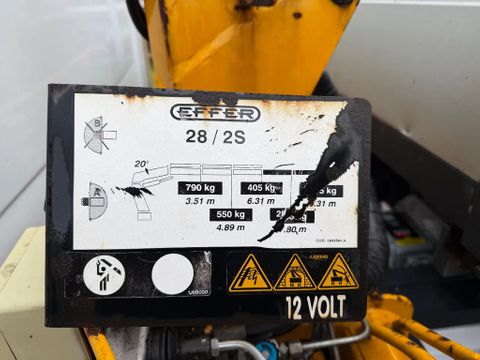 EFFER
28 / 2S
B
20°
790 kg
405 kg
3.51 m
6.31 m
550 kg
4.89 m
12 VOLT